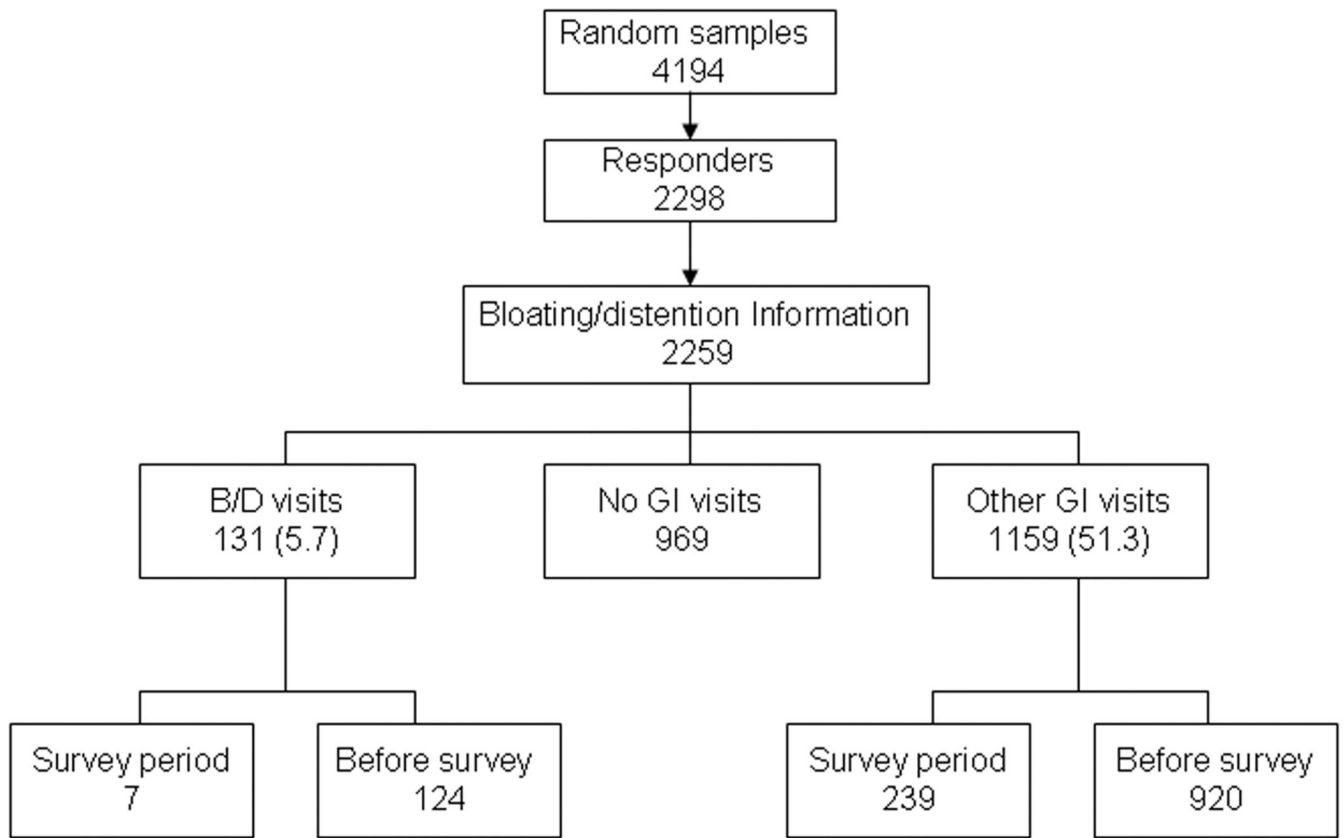 Random samples
4194
Responders
2298
Bloating/distention Information
2259
B/D visits
131 (5.7)
No GI visits
969
Other GI visits
1159 (51.3)
Survey period
7
Before survey
124
Survey period
239
Before survey
920